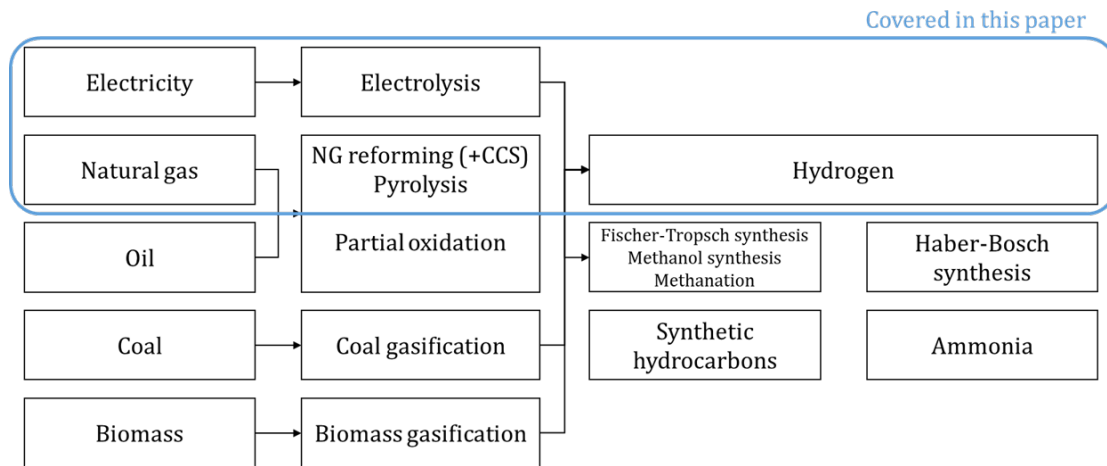 Covered in this paper
Electricity
Electrolysis
Natural gas
NG reforming (+CCS)
Pyrolysis
Hydrogen
Oil
Partial oxidation
Fischer-Tropsch synthesis
Methanol synthesis
Methanation
Haber-Bosch
synthesis
Coal
Coal gasification
Synthetic
hydrocarbons
Ammonia
Biomass
Biomass gasification